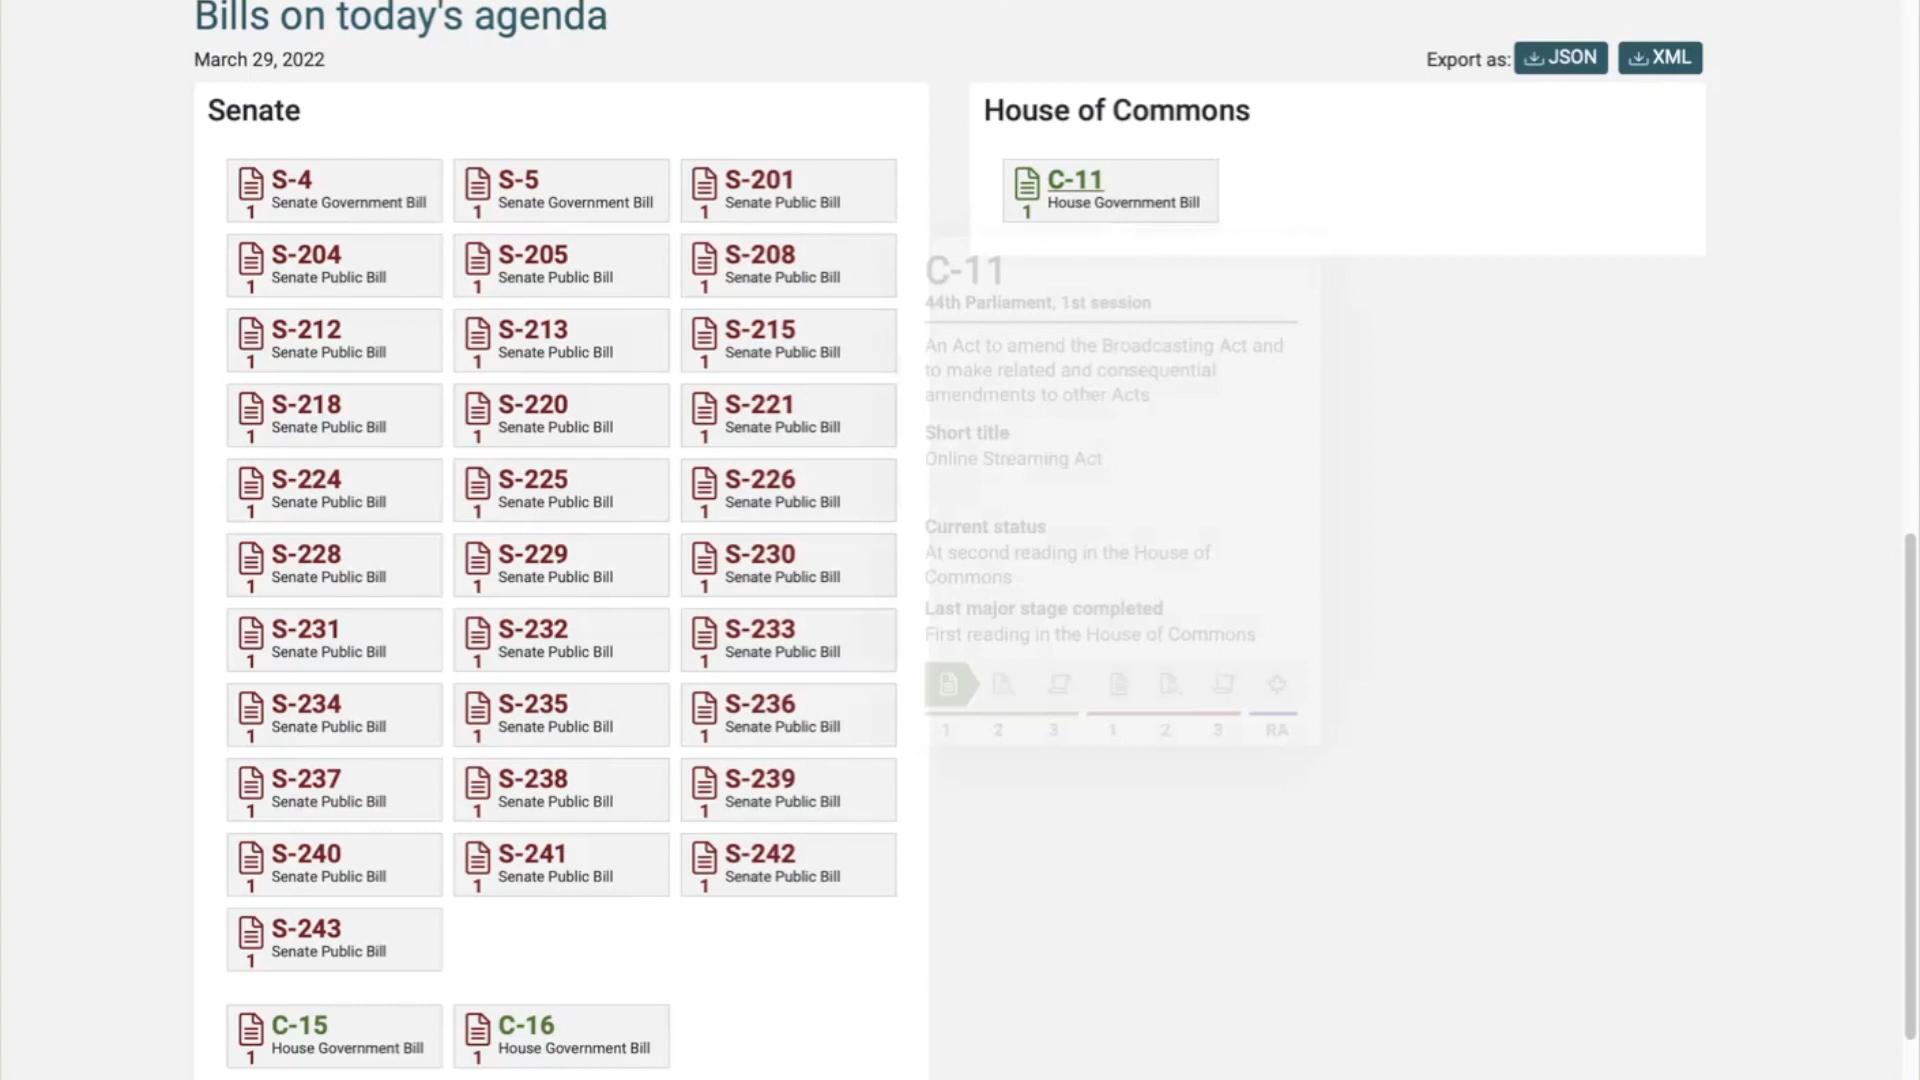 Bills on today's agenda
March 29, 2022
Export as: JSON XML
Senate
S-4
Senate Government Bill
1
S-5
Senate Government Bill
1
S-201
Senate Public Bill
1
S-204
Senate Public Bill
1
S-205
Senate Public Bill
1
S-208
Senate Public Bill
1
S-212
Senate Public Bill
1
S-213
Senate Public Bill
1
S-215
Senate Public Bill
1
S-218
Senate Public Bill
1
S-220
Senate Public Bill
1
S-221
Senate Public Bill
1
S-224
Senate Public Bill
1
S-225
Senate Public Bill
1
S-226
Senate Public Bill
1
S-228
Senate Public Bill
1
S-229
Senate Public Bill
1
S-230
Senate Public Bill
1
S-231
Senate Public Bill
1
S-232
Senate Public Bill
1
S-233
Senate Public Bill
1
S-234
Senate Public Bill
1
S-235
Senate Public Bill
1
S-236
Senate Public Bill
1
S-237
Senate Public Bill
1
S-238
Senate Public Bill
1
S-239
Senate Public Bill
1
S-240
Senate Public Bill
1
S-241
Senate Public Bill
1
S-242
Senate Public Bill
1
S-243
Senate Public Bill
1
C-15
House Government Bill
1
C-16
House Government Bill
1
House of Commons
C-11
House Government Bill
1
C-11
44th Parliament, 1st session
An Act to amend the Broadcasting Act and
to make related and consequential
amendments to other Acts
Short title
Online Streaming Act
Current status
At second reading in the House of
Commons
Last major stage completed
First reading in the House of Commons
1 2 3 1 2 3 RA